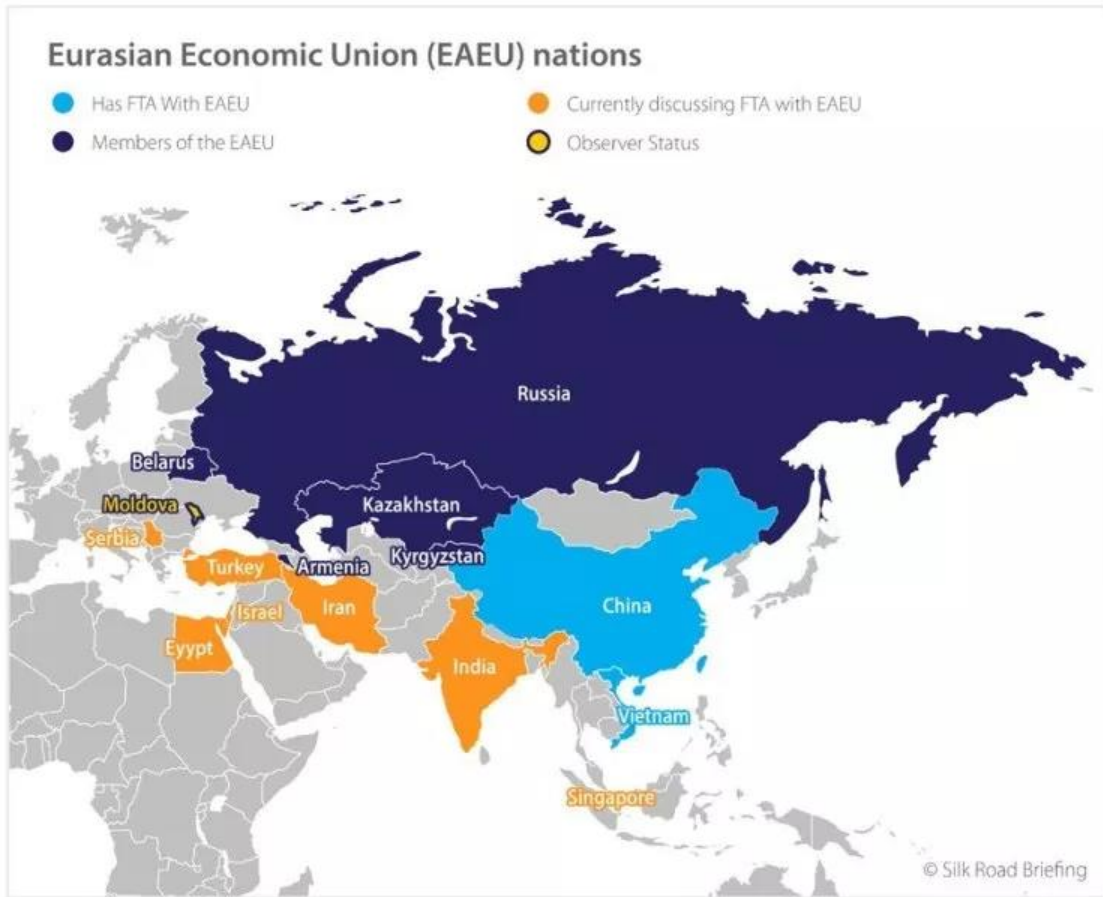 Eurasian Economic Union (EAEU) nations
Has FTA With EAEU
Currently discussing FTA with EAEU
Members of the EAEU
Observer Status
Russia
Belarus
Kazakhstan
Moldova
Serbia
Kyrgyzstan
Turkey
Armenia
Iran
China
Israel
Eyypt
India
Vietnam
Singapore
© Silk Road Briefing